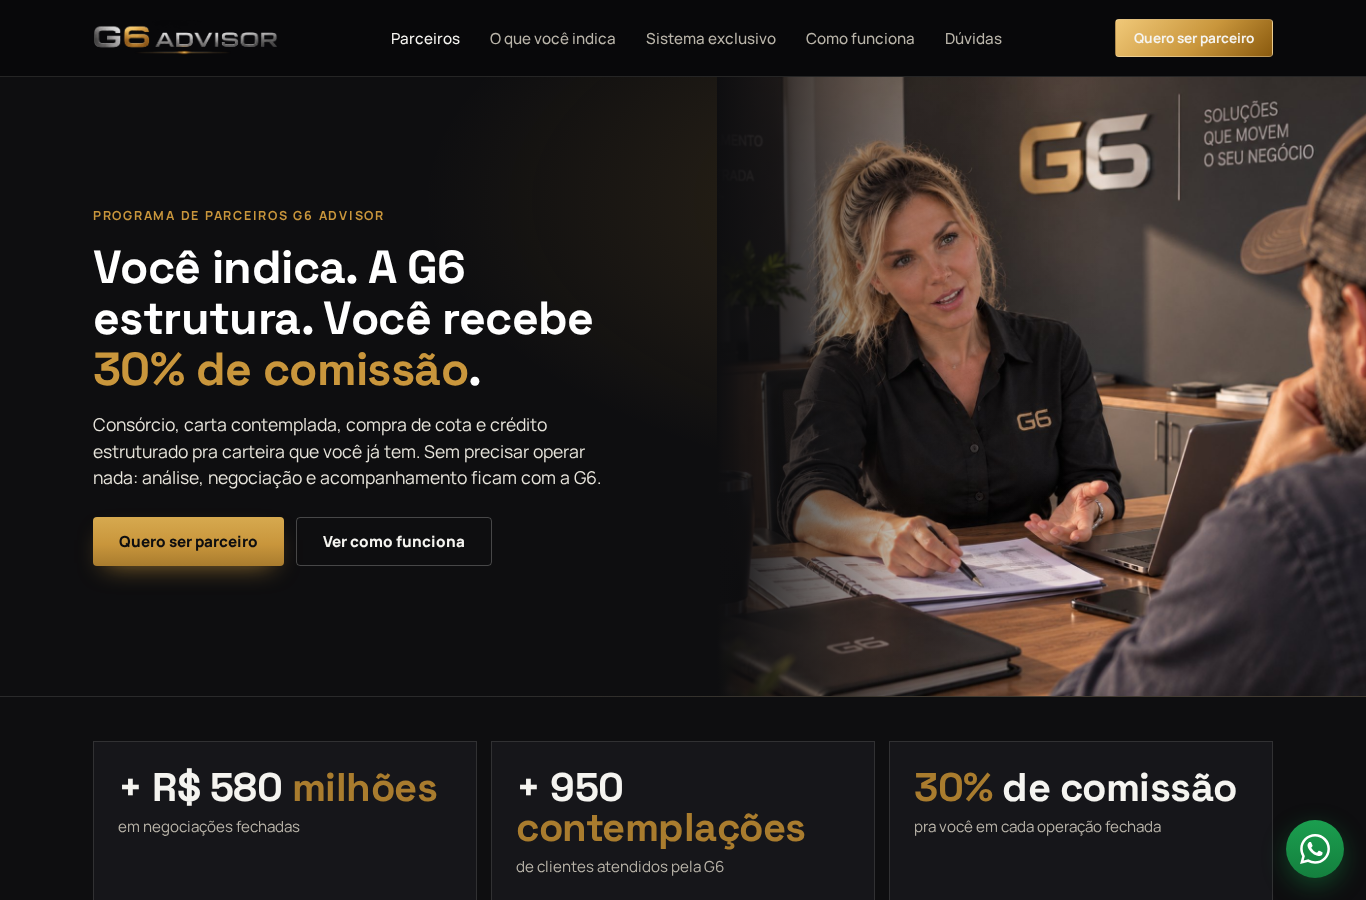 G6 ADVISOR
Parceiros
O que você indica
Sistema exclusivo
Como funciona
Dúvidas
Quero ser parceiro
G6
SOLUÇÕES
QUE MOVEM
O SEU NEGÓCIO
PROGRAMA DE PARCEIROS G6 ADVISOR
Você indica. A G6
estrutura. Você recebe
30% de comissão.
Consórcio, carta contemplada, compra de cota e crédito
estruturado pra carteira que você já tem. Sem precisar operar
nada: análise, negociação e acompanhamento ficam com a G6.
Quero ser parceiro
Ver como funciona
G6
G6
+ R$ 580 milhões
em negociações fechadas
+ 950
contemplações
de clientes atendidos pela G6
30% de comissão
pra você em cada operação fechada